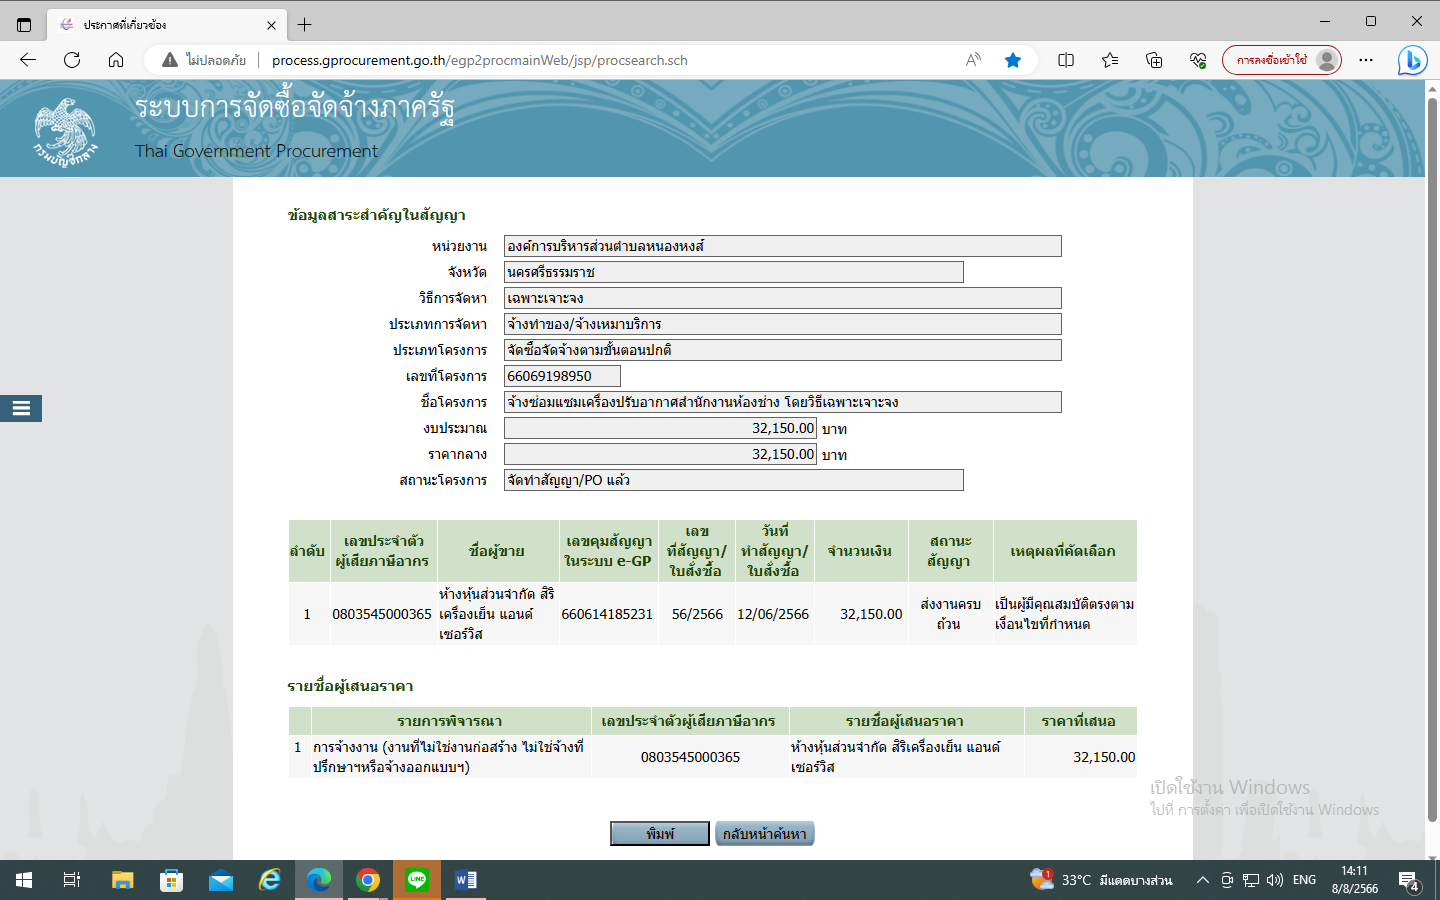 ประกาศที่เกี่ยวข้อง
ไม่ปลอดภัย
process.gprocurement.go.th/egp2procmainWeb/jsp/procsearch.sch
การลงชื่อเข้าใช้
ระบบการจัดซื้อจัดจ้างภาครัฐ
Thai Government Procurement
กรมบัญชีกลาง
ข้อมูลสาระสำคัญในสัญญา
หน่วยงาน องค์การบริหารส่วนตำบลหนองหงส์
จังหวัด นครศรีธรรมราช
วิธีการจัดหา เฉพาะเจาะจง
ประเภทการจัดหา จ้างทำของ/จ้างเหมาบริการ
ประเภทโครงการ จัดซื้อจัดจ้างตามขั้นตอนปกติ
เลขที่โครงการ 66069198950
ชื่อโครงการ จ้างซ่อมแซมเครื่องปรับอากาศสำนักงานห้องช่าง โดยวิธีเฉพาะเจาะจง
งบประมาณ 32,150.00 บาท
ราคากลาง 32,150.00 บาท
สถานะโครงการ จัดทำสัญญา/PO แล้ว
ลำดับ เลขประจำตัวผู้เสียภาษีอากร ชื่อผู้ขาย เลขคุมสัญญาในระบบ e-GP เลขที่สัญญา/ใบสั่งซื้อ วันที่ทำสัญญา/ใบสั่งซื้อ จำนวนเงิน สถานะสัญญา เหตุผลที่คัดเลือก
1 0803545000365 ห้างหุ้นส่วนจำกัด สิริเครื่องเย็น แอนด์ เซอร์วิส 660614185231 56/2566 12/06/2566 32,150.00 ส่งงานครบถ้วน เป็นผู้มีคุณสมบัติตรงตามเงื่อนไขที่กำหนด
รายชื่อผู้เสนอราคา
รายการพิจารณา เลขประจำตัวผู้เสียภาษีอากร รายชื่อผู้เสนอราคา ราคาที่เสนอ
1 การจ้างงาน (งานที่ไม่ใช่งานก่อสร้าง ไม่ใช่จ้างที่ปรึกษาฯหรือจ้างออกแบบฯ) 0803545000365 ห้างหุ้นส่วนจำกัด สิริเครื่องเย็น แอนด์ เซอร์วิส 32,150.00
เปิดใช้งาน Windows
ไปที่ การตั้งค่า เพื่อเปิดใช้งาน Windows
พิมพ์ กลับหน้าค้นหา
33°C มีแดดบางส่วน
ENG
14:11
8/8/2566
4